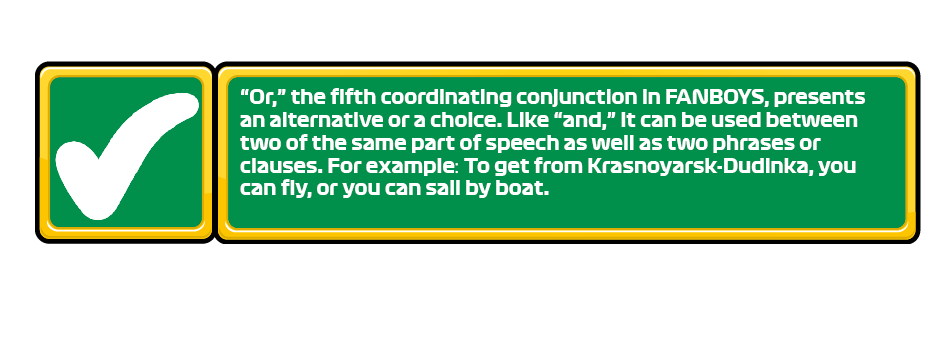 “Or,” the fifth coordinating conjunction in FANBOYS, presents
an alternative or a choice. Like “and,” it can be used between
two of the same part of speech as well as two phrases or
clauses. For example: To get from Krasnoyarsk-Dudinka, you
can fly, or you can sail by boat.